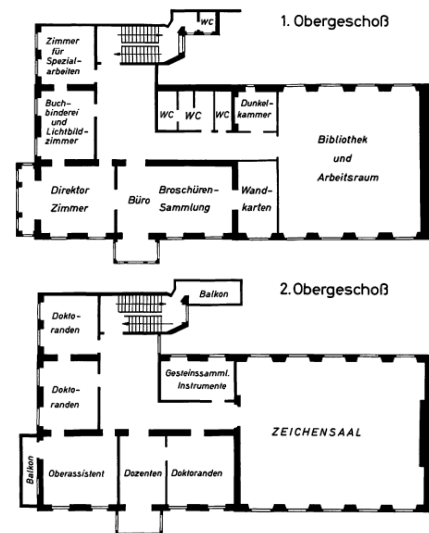 1. Obergeschoß
WC
Zimmer
für
Spezial-
arbeiten
Buch-
binderei
und
Lichtbild-
zimmer
WC
WC
WC
Dunkel-
kammer
Bibliothek
und
Arbeitsraum
Direktor
Zimmer
Büro
Broschüren-
Sammlung
Wand-
karten
2. Obergeschoß
Balkon
Dokto-
randen
Dokto-
randen
Gesteinssamml.
Instrumente
ZEICHENSAAL
Balkon
Oberassistent
Dozenten
Doktoranden